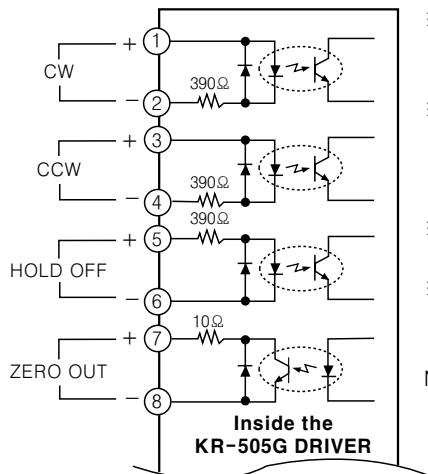 + 1
CW
− 2 390Ω
+ 3
CCW
390Ω
− 4
390Ω
+ 5
HOLD OFF
− 6
10Ω
+ 7
ZERO OUT
− 8
Inside the
KR-505G DRIVER